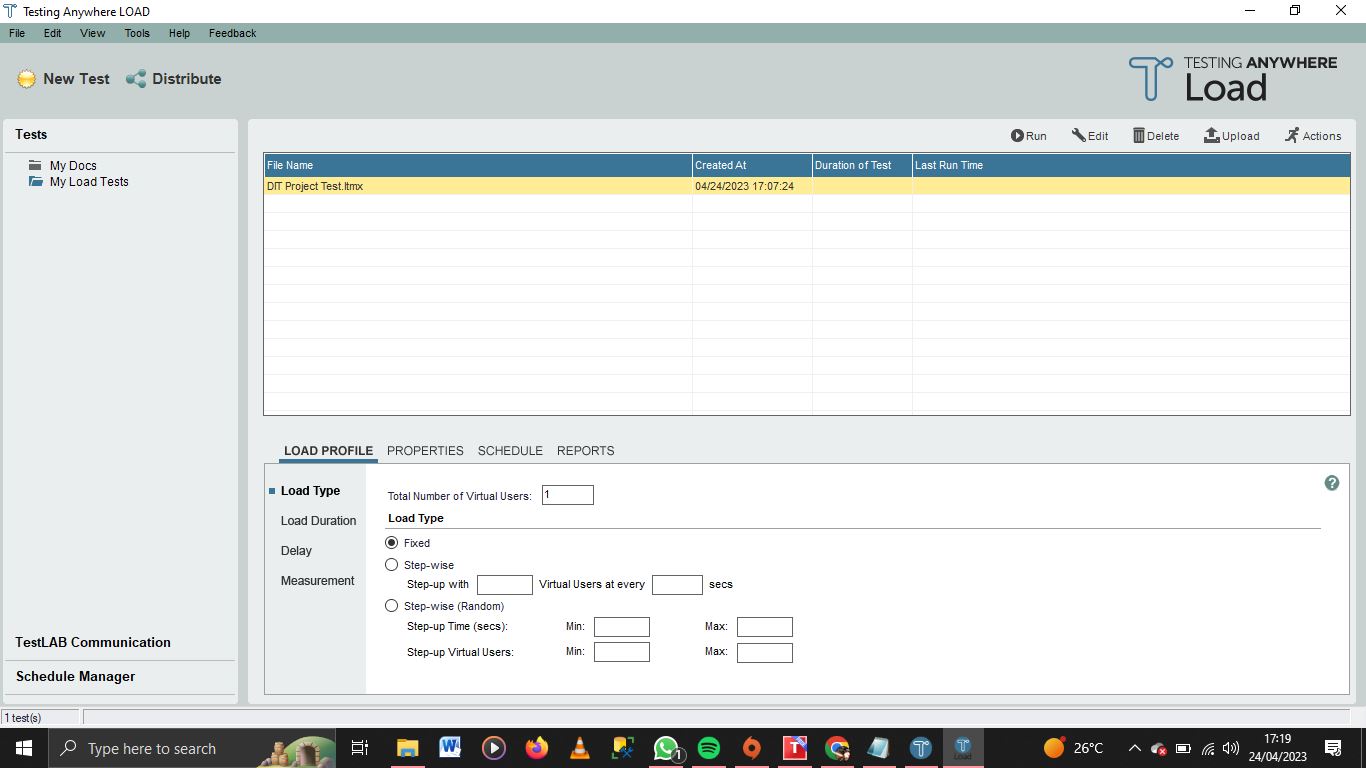 Testing Anywhere LOAD
File Edit View Tools Help Feedback
New Test Distribute
TESTING ANYWHERE
Load
Tests
My Docs
My Load Tests
TestLAB Communication
Schedule Manager
Run Edit Delete Upload Actions
File Name Created At Duration of Test Last Run Time
DIT Project Test.ltmx 04/24/2023 17:07:24
LOAD PROFILE PROPERTIES SCHEDULE REPORTS
Load Type
Load Duration
Delay
Measurement
Total Number of Virtual Users: 1
Load Type
Fixed
Step-wise
Step-up with Virtual Users at every secs
Step-wise (Random)
Step-up Time (secs): Min: Max:
Step-up Virtual Users: Min: Max:
?
1 test(s)
Type here to search
W
1
T
Load
26°C
17:19
24/04/2023